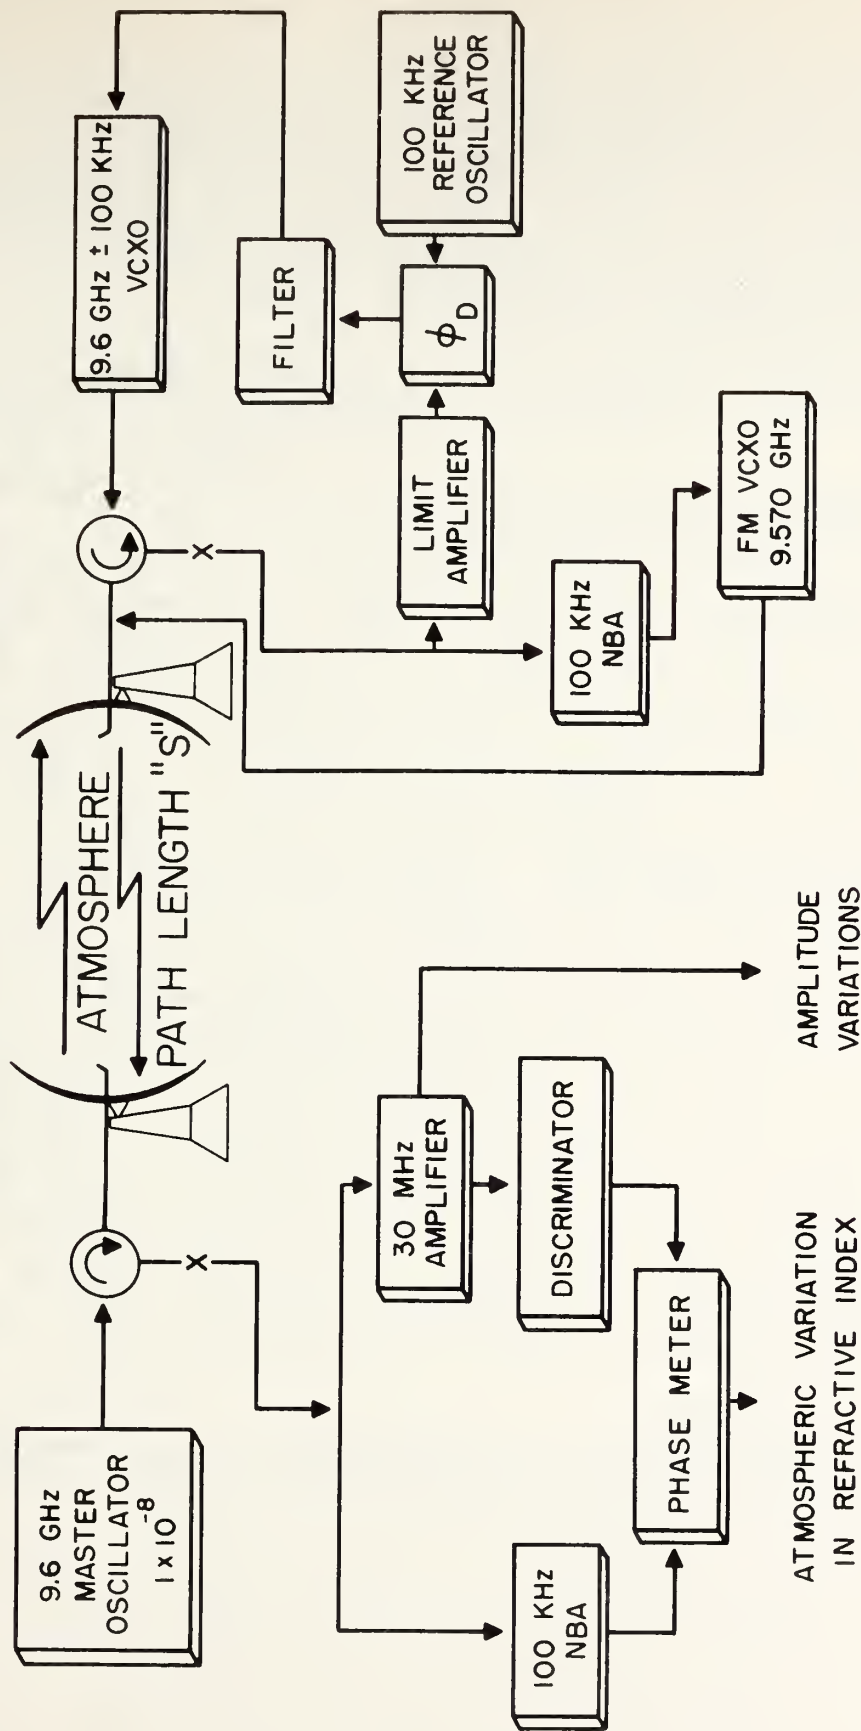 9.6 GHz
MASTER
OSCILLATOR
1 x 10⁻⁸
ATMOSPHERE
PATH LENGTH "S"
9.6 GHz ± 100 KHz
VCXO
FILTER
100 KHz
REFERENCE
OSCILLATOR
ϕD
LIMIT
AMPLIFIER
100 KHz
NBA
FM VCXO
9.570 GHz
30 MHz
AMPLIFIER
DISCRIMINATOR
100 KHz
NBA
PHASE METER
ATMOSPHERIC VARIATION
IN REFRACTIVE INDEX
AMPLITUDE
VARIATIONS